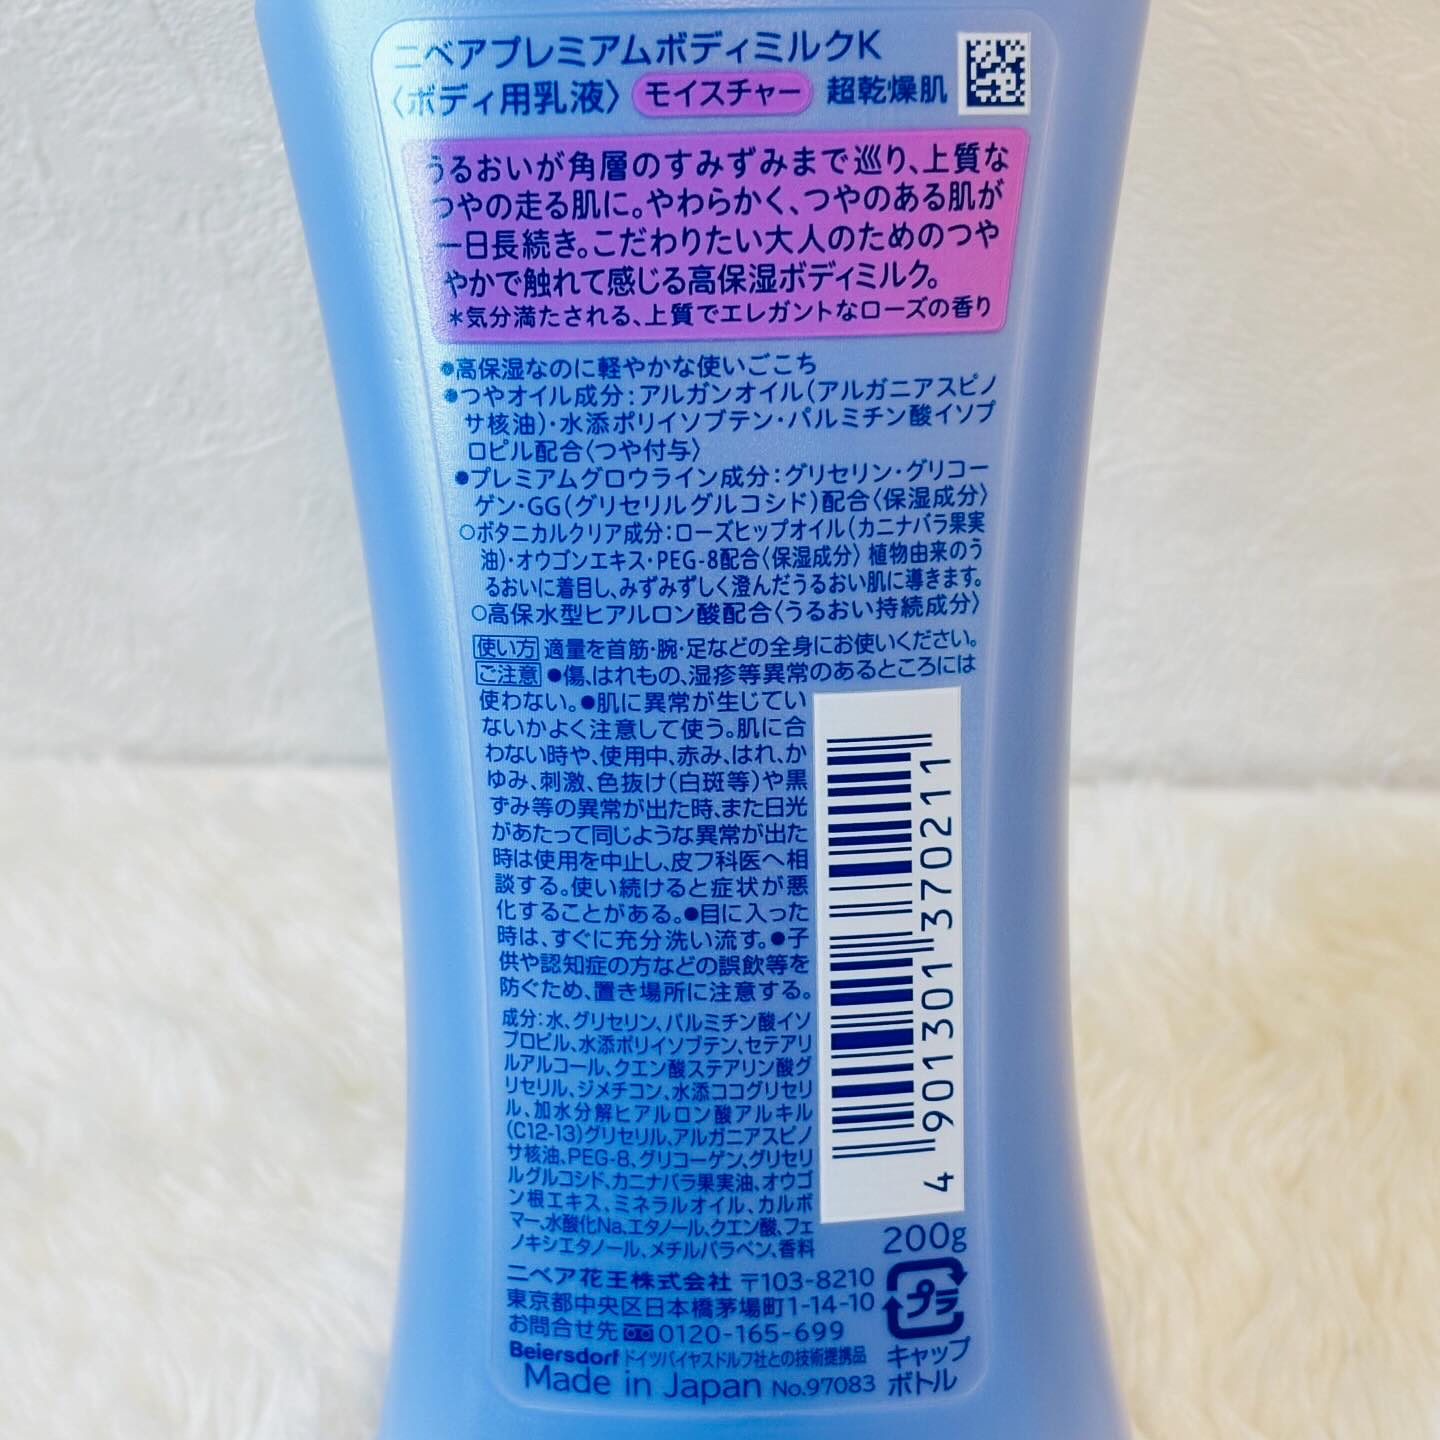 ニベアプレミアムボディミルクK
〈ボディ用乳液〉 モイスチャー 超乾燥肌
うるおいが角層のすみずみまで巡り、上質な
つやの走る肌に。やわらかく、つやのある肌が
一日長続き。こだわりたい大人のためのつや
やかで触れて感じる高保湿ボディミルク。
*気分満たされる、上質でエレガントなローズの香り
●高保湿なのに軽やかな使いごこち
●つやオイル成分：アルガンオイル（アルガニアスピノ
サ核油）・水添ポリイソブテン・パルミチン酸イソプ
ロピル配合〈つや付与〉
●プレミアムグロウライン成分：グリセリン・グリコー
ゲン・GG（グリセリルグルコシド）配合〈保湿成分〉
○ボタニカルクリア成分：ローズヒップオイル（カニナバラ果実
油）・オウゴンエキス・PEG-8配合〈保湿成分〉 植物由来のう
るおいに着目し、みずみずしく澄んだうるおい肌に導きます。
○高保水型ヒアルロン酸配合〈うるおい持続成分〉
使い方 適量を首筋・腕・足などの全身にお使いください。
ご注意 ●傷、はれもの、湿疹等異常のあるところには
使わない。●肌に異常が生じてい
ないかよく注意して使う。肌に合
わない時や、使用中、赤み、はれ、か
ゆみ、刺激、色抜け（白斑等）や黒
ずみ等の異常が出た時、また日光
があたって同じような異常が出た
時は使用を中止し、皮フ科医へ相
談する。使い続けると症状が悪
化することがある。●目に入った
時は、すぐに充分洗い流す。●子
供や認知症の方などの誤飲等を
防ぐため、置き場所に注意する。
成分：水、グリセリン、パルミチン酸イソ
プロピル、水添ポリイソブテン、セテアリ
ルアルコール、クエン酸ステアリン酸グ
リセリル、ジメチコン、水添ココグリセリ
ル、加水分解ヒアルロン酸アルキル
(C12-13)グリセリル、アルガニアスピノ
サ核油、PEG-8、グリコーゲン、グリセリ
ルグルコシド、カニナバラ果実油、オウゴ
ン根エキス、ミネラルオイル、カルボ
マー、水酸化Na、エタノール、クエン酸、フェ
ノキシエタノール、メチルパラベン、香料
4 901301 370211
200g
ニベア花王株式会社 〒103-8210
東京都中央区日本橋茅場町1-14-10
お問合せ先 0120-165-699
Beiersdorf ドイツバイヤスドルフ社との技術提携品
Made in Japan No.97083
プラ
キャップ
ボトル